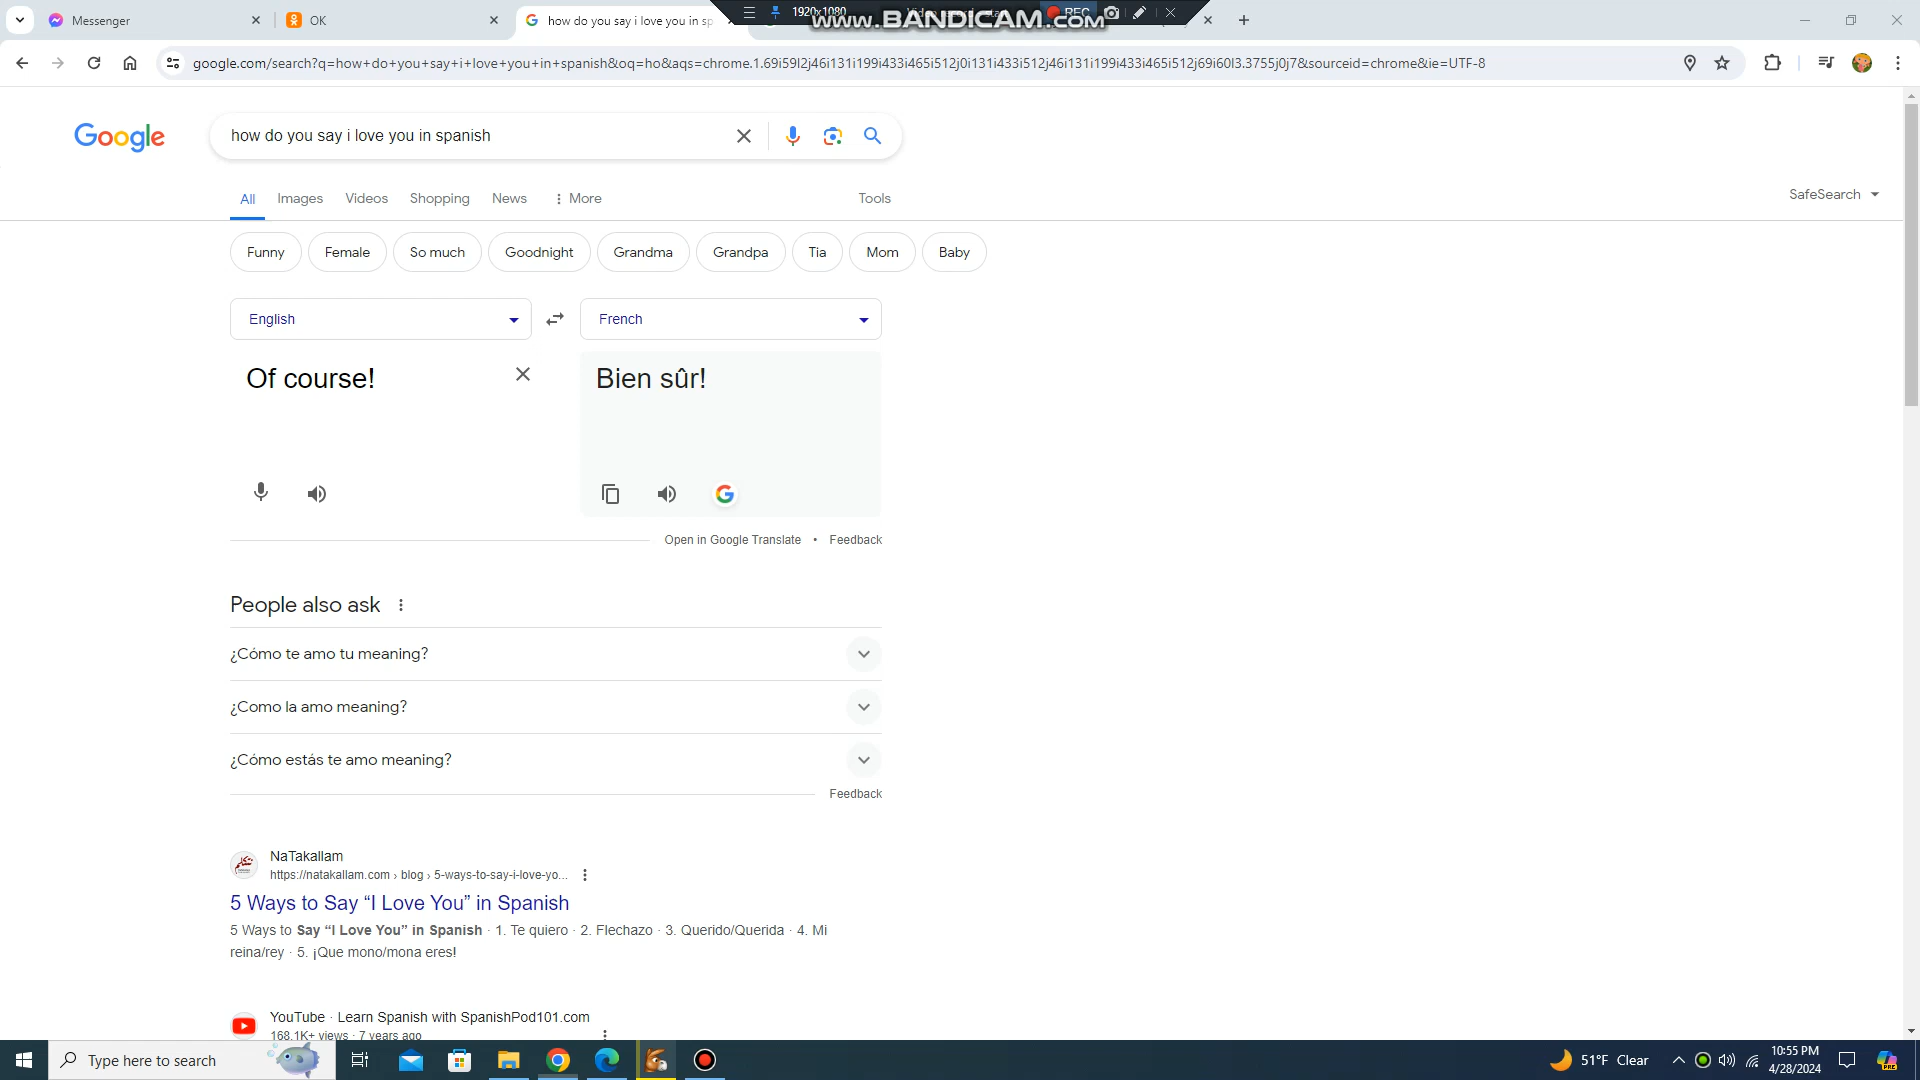 Messenger
OK
how do you say i love you in sp
1920x1080
REC
www.BANDICAM.com
google.com/search?q=how+do+you+say+i+love+you+in+spanish&oq=ho&aqs=chrome.1.69i59l2j46i131i199i433i465i512j0i131i433i512j46i131i199i433i465i512j69i60l3.3755j0j7&sourceid=chrome&ie=UTF-8
Google
how do you say i love you in spanish
All Images Videos Shopping News More Tools SafeSearch
Funny Female So much Goodnight Grandma Grandpa Tia Mom Baby
English French
Of course! Bien sûr!
Open in Google Translate • Feedback
People also ask
¿Cómo te amo tu meaning?
¿Como la amo meaning?
¿Cómo estás te amo meaning?
Feedback
NaTakallam
https://natakallam.com › blog › 5-ways-to-say-i-love-yo...
5 Ways to Say “I Love You” in Spanish
5 Ways to Say “I Love You” in Spanish · 1. Te quiero · 2. Flechazo · 3. Querido/Querida · 4. Mi
reina/rey · 5. ¡Que mono/mona eres!
YouTube · Learn Spanish with SpanishPod101.com
168.1K+ views · 7 years ago
Type here to search
51°F Clear
10:55 PM
4/28/2024